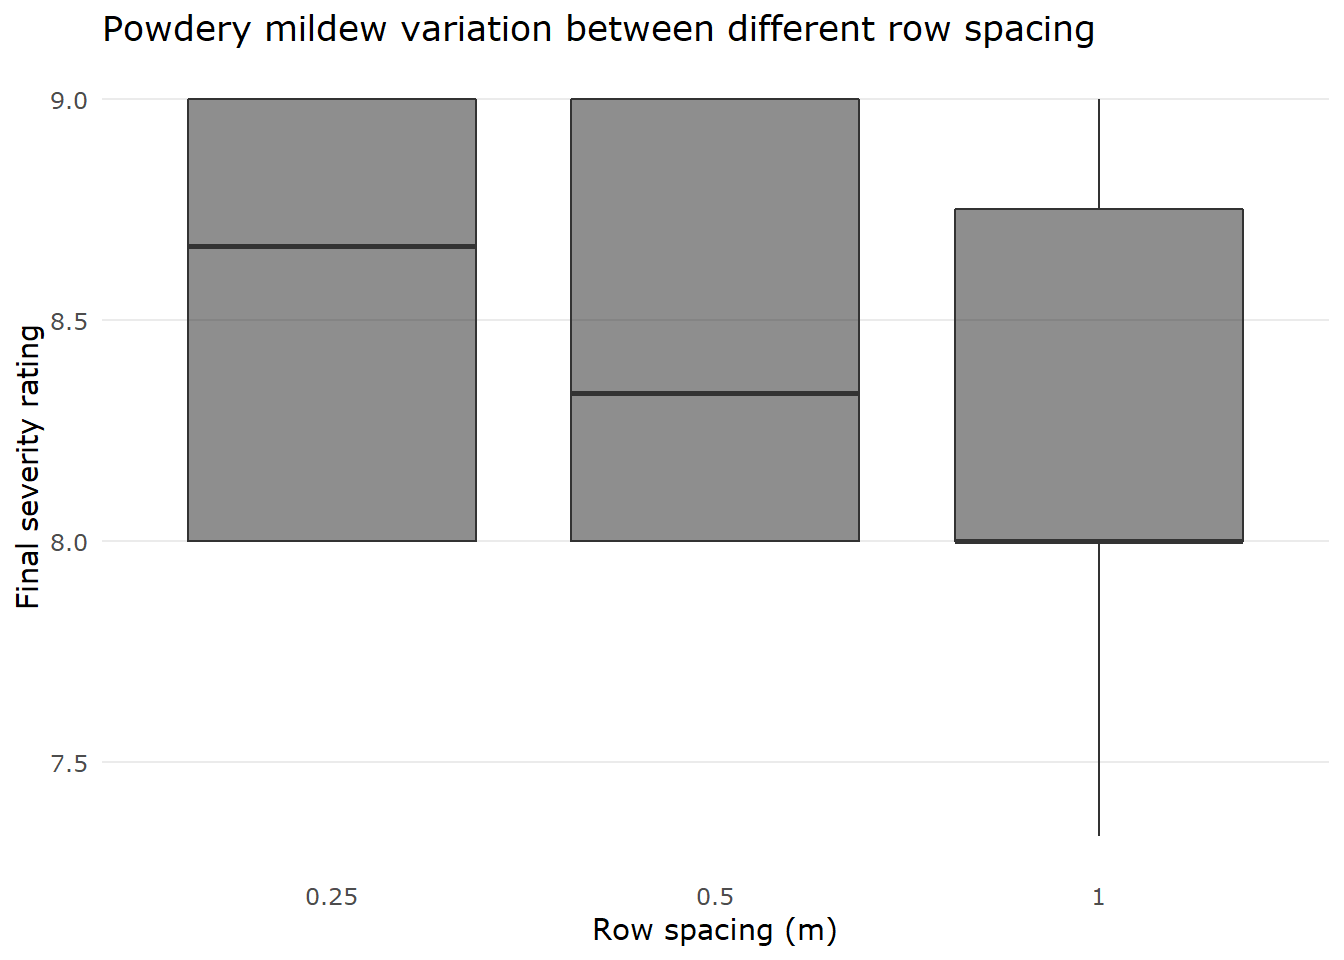 Powdery mildew variation between different row spacing
9.0
8.5
8.0
7.5
Final severity rating
0.25 0.5 1
Row spacing (m)